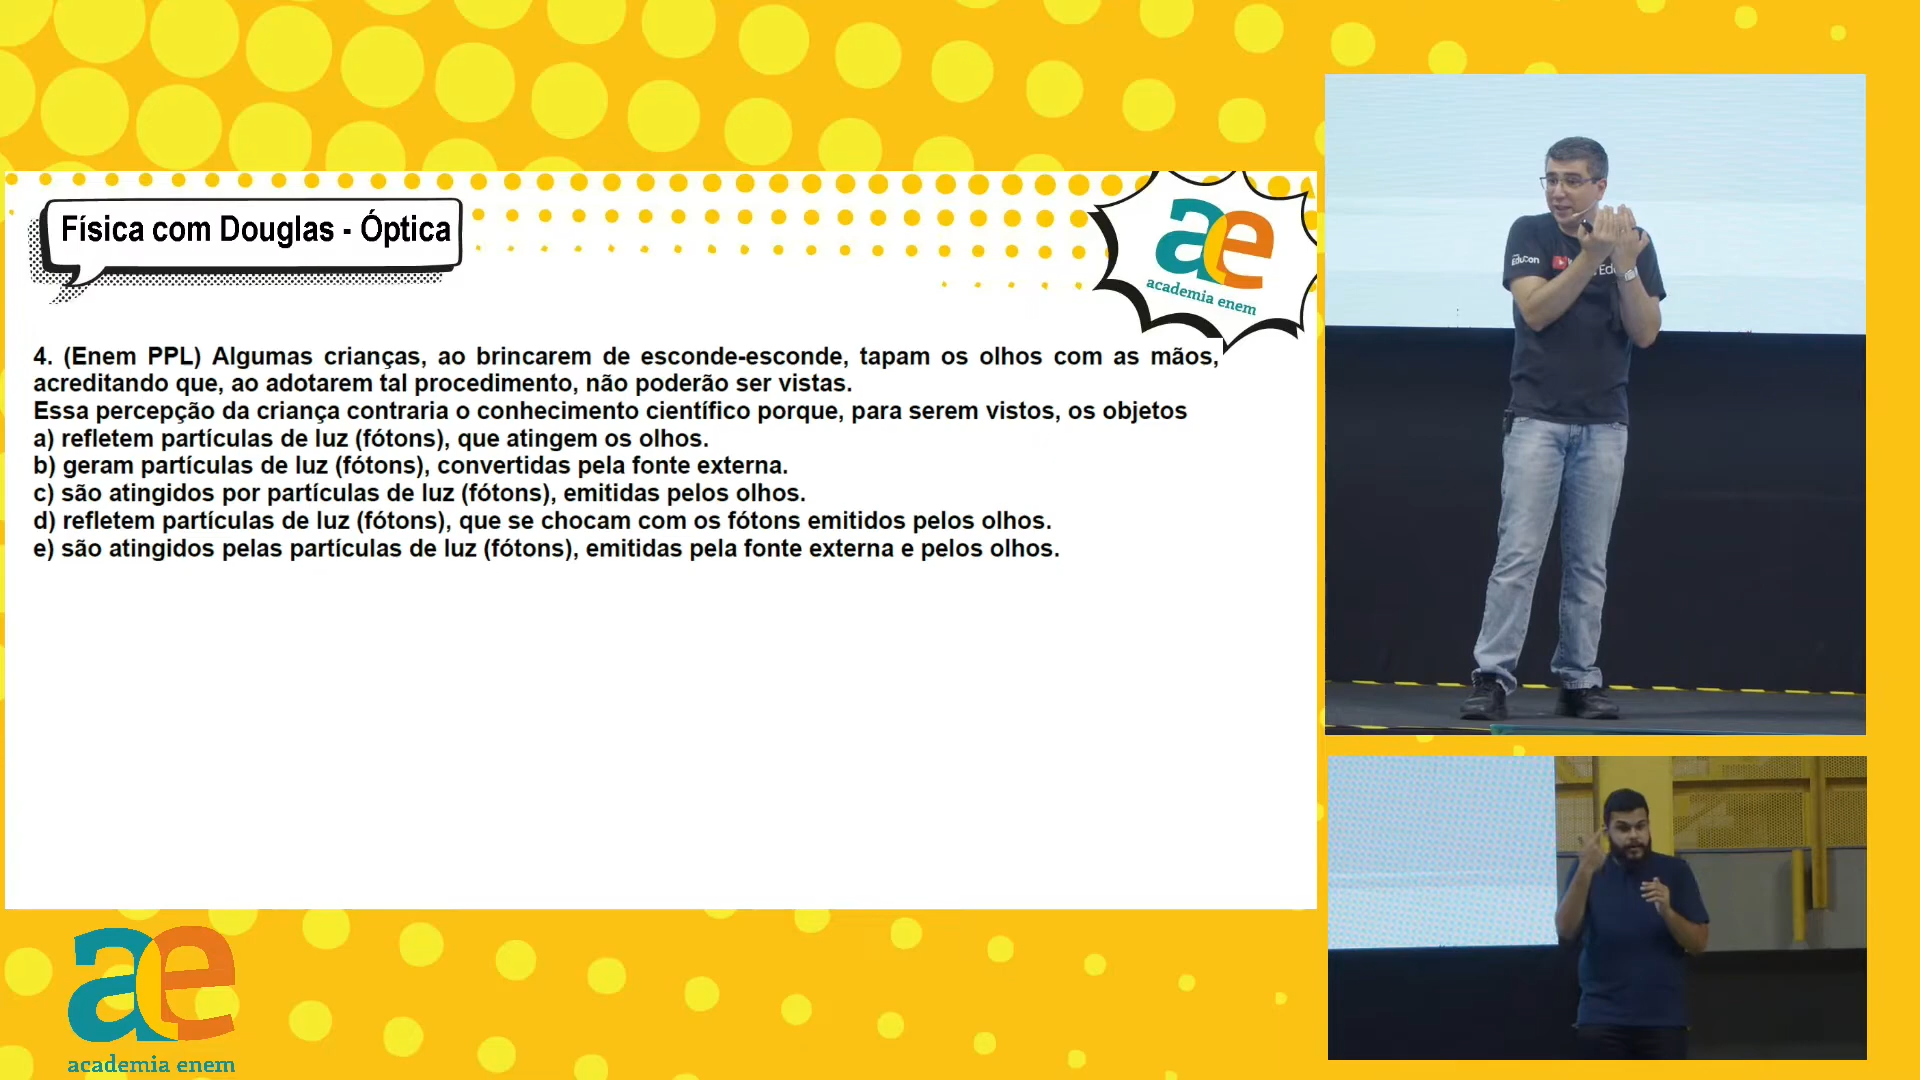 Física com Douglas - Óptica
ae
academia enem
4. (Enem PPL) Algumas crianças, ao brincarem de esconde-esconde, tapam os olhos com as mãos,
acreditando que, ao adotarem tal procedimento, não poderão ser vistas.
Essa percepção da criança contraria o conhecimento científico porque, para serem vistos, os objetos
a) refletem partículas de luz (fótons), que atingem os olhos.
b) geram partículas de luz (fótons), convertidas pela fonte externa.
c) são atingidos por partículas de luz (fótons), emitidas pelos olhos.
d) refletem partículas de luz (fótons), que se chocam com os fótons emitidos pelos olhos.
e) são atingidos pelas partículas de luz (fótons), emitidas pela fonte externa e pelos olhos.
EduCon
ae
academia enem